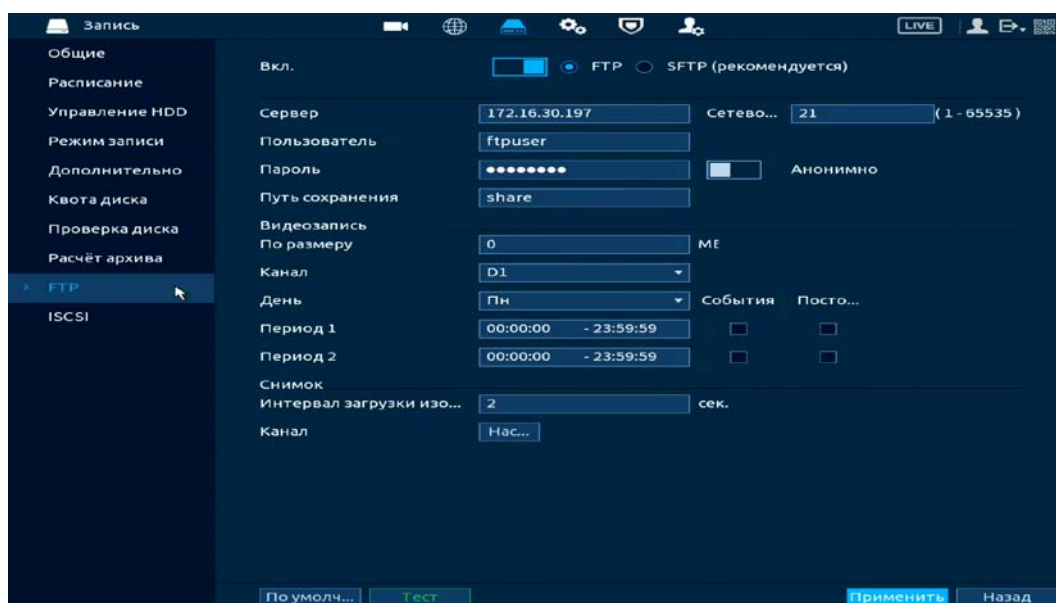 Запись
LIVE
Общие
Расписание
Управление HDD
Режим записи
Дополнительно
Квота диска
Проверка диска
Расчёт архива
FTP
ISCSI
Вкл. FTP SFTP (рекомендуется)
Сервер 172.16.30.197 Сетево... 21 (1 - 65535)
Пользователь ftpuser
Пароль ●●●●●●●● Анонимно
Путь сохранения share
Видеозапись
По размеру 0 МБ
Канал D1
День Пн События Посто...
Период 1 00:00:00 - 23:59:59
Период 2 00:00:00 - 23:59:59
Снимок
Интервал загрузки изо... 2 сек.
Канал Нас...
По умолч... Тест Применить Назад